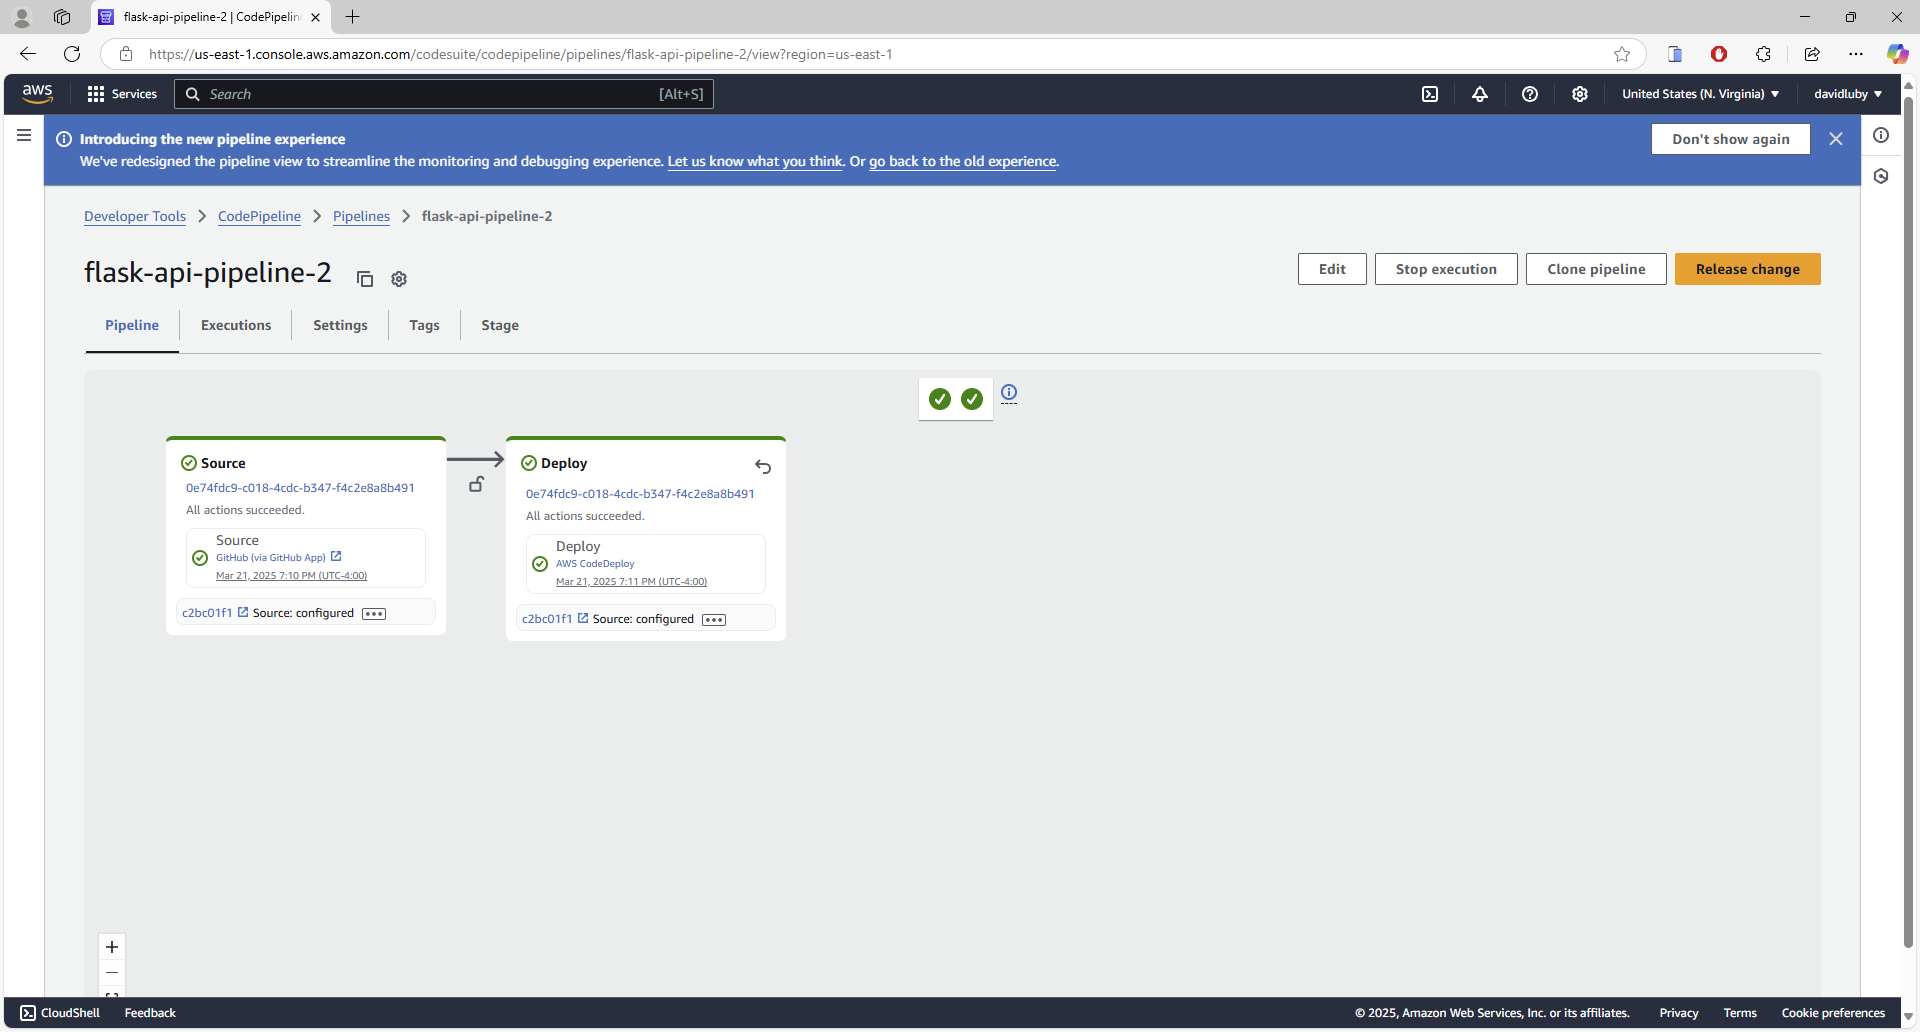 flask-api-pipeline-2 | CodePipelin
https://us-east-1.console.aws.amazon.com/codesuite/codepipeline/pipelines/flask-api-pipeline-2/view?region=us-east-1
aws Services Search [Alt+S] United States (N. Virginia) davidluby
Introducing the new pipeline experience
We've redesigned the pipeline view to streamline the monitoring and debugging experience. Let us know what you think. Or go back to the old experience.
Don't show again
Developer Tools > CodePipeline > Pipelines > flask-api-pipeline-2
flask-api-pipeline-2
Edit Stop execution Clone pipeline Release change
Pipeline Executions Settings Tags Stage
Source
0e74fdc9-c018-4cdc-b347-f4c2e8a8b491
All actions succeeded.
Source
GitHub (via GitHub App)
Mar 21, 2025 7:10 PM (UTC-4:00)
c2bc01f1 Source: configured
Deploy
0e74fdc9-c018-4cdc-b347-f4c2e8a8b491
All actions succeeded.
Deploy
AWS CodeDeploy
Mar 21, 2025 7:11 PM (UTC-4:00)
c2bc01f1 Source: configured
CloudShell Feedback © 2025, Amazon Web Services, Inc. or its affiliates. Privacy Terms Cookie preferences